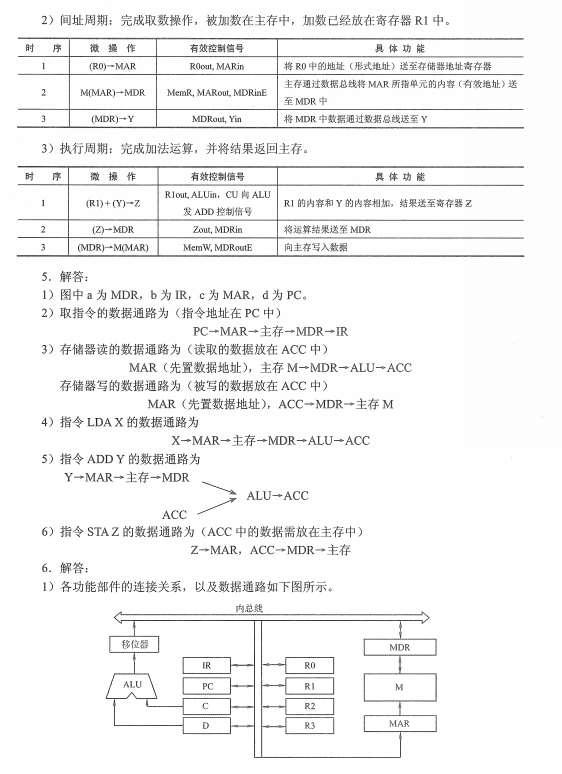 2）间址周期：完成取数操作，被加数在主存中，加数已经放在寄存器 R1 中。
时 序 微 操 作 有效控制信号 具 体 功 能
1 (R0)→MAR R0out, MARin 将 R0 中的地址（形式地址）送至存储器地址寄存器
2 M(MAR)→MDR MemR, MARout, MDRinE 主存通过数据总线将 MAR 所指单元的内容（有效地址）送
至 MDR 中
3 (MDR)→Y MDRout, Yin 将 MDR 中数据通过数据总线送至 Y
3）执行周期：完成加法运算，并将结果返回主存。
时 序 微 操 作 有效控制信号 具 体 功 能
1 (R1) + (Y)→Z R1out, ALUin，CU 向 ALU
发 ADD 控制信号 R1 的内容和 Y 的内容相加，结果送至寄存器 Z
2 (Z)→MDR Zout, MDRin 将运算结果送至 MDR
3 (MDR)→M(MAR) MemW, MDRoutE 向主存写入数据
5．解答：
1）图中 a 为 MDR，b 为 IR，c 为 MAR，d 为 PC。
2）取指令的数据通路为（指令地址在 PC 中）
PC→MAR→主存→MDR→IR
3）存储器读的数据通路为（读取的数据放在 ACC 中）
MAR（先置数据地址），主存 M→MDR→ALU→ACC
存储器写的数据通路为（被写的数据放在 ACC 中）
MAR（先置数据地址），ACC→MDR→主存 M
4）指令 LDA X 的数据通路为
X→MAR→主存→MDR→ALU→ACC
5）指令 ADD Y 的数据通路为
Y→MAR→主存→MDR
ALU→ACC
ACC
6）指令 STA Z 的数据通路为（ACC 中的数据需放在主存中）
Z→MAR，ACC→MDR→主存
6．解答：
1）各功能部件的连接关系，以及数据通路如下图所示。
内总线
移位器
MDR
IR R0
ALU PC R1 M
C R2
D R3 MAR